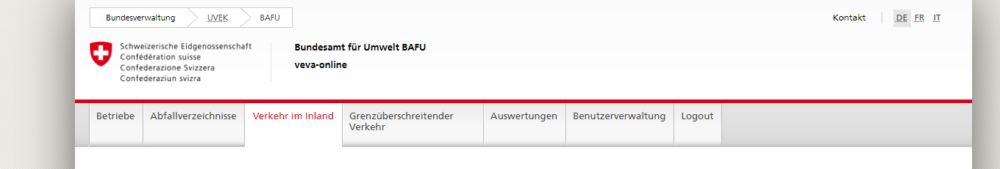 Bundesverwaltung UVEK BAFU Kontakt DE FR IT
Schweizerische Eidgenossenschaft
Confédération suisse
Confederazione Svizzera
Confederaziun svizra
Bundesamt für Umwelt BAFU
veva-online
Betriebe Abfallverzeichnisse Verkehr im Inland Grenzüberschreitender Auswertungen Benutzerverwaltung Logout
Verkehr